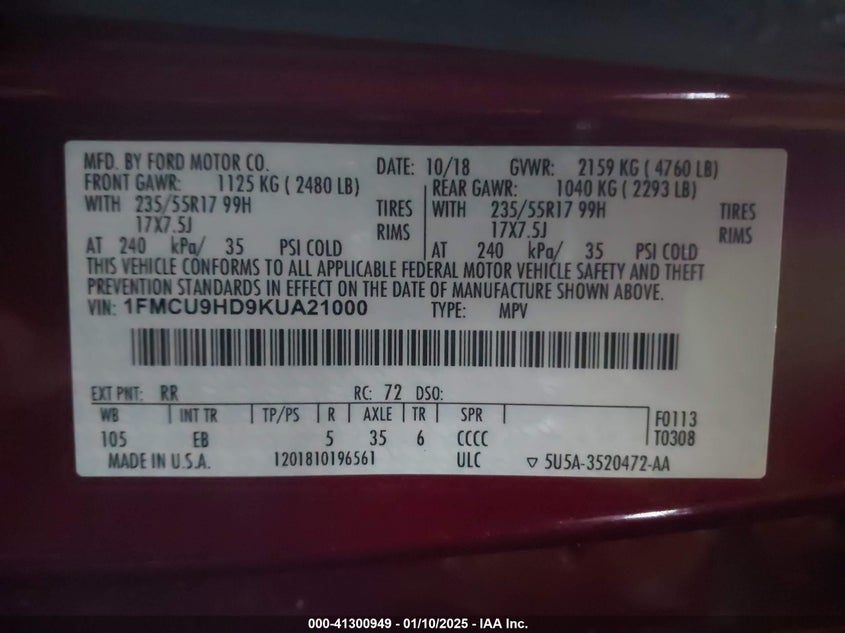 MFD. BY FORD MOTOR CO. DATE: 10/18 GVWR: 2159 KG ( 4760 LB)
FRONT GAWR: 1125 KG ( 2480 LB) REAR GAWR: 1040 KG ( 2293 LB)
WITH 235/55R17 99H TIRES WITH 235/55R17 99H TIRES
17X7.5J RIMS 17X7.5J RIMS
AT 240 kPa/ 35 PSI COLD AT 240 kPa/ 35 PSI COLD
THIS VEHICLE CONFORMS TO ALL APPLICABLE FEDERAL MOTOR VEHICLE SAFETY AND THEFT
PREVENTION STANDARDS IN EFFECT ON THE DATE OF MANUFACTURE SHOWN ABOVE.
VIN: 1FMCU9HD9KUA21000 TYPE: MPV
EXT PNT: RR RC: 72 DSO:
WB INT TR TP/PS R AXLE TR SPR F0113
105 EB 5 35 6 CCCC T0308
MADE IN U.S.A. 1201810196561 ULC ▽ 5U5A-3520472-AA
000-41300949 — 01/10/2025 — IAA Inc.